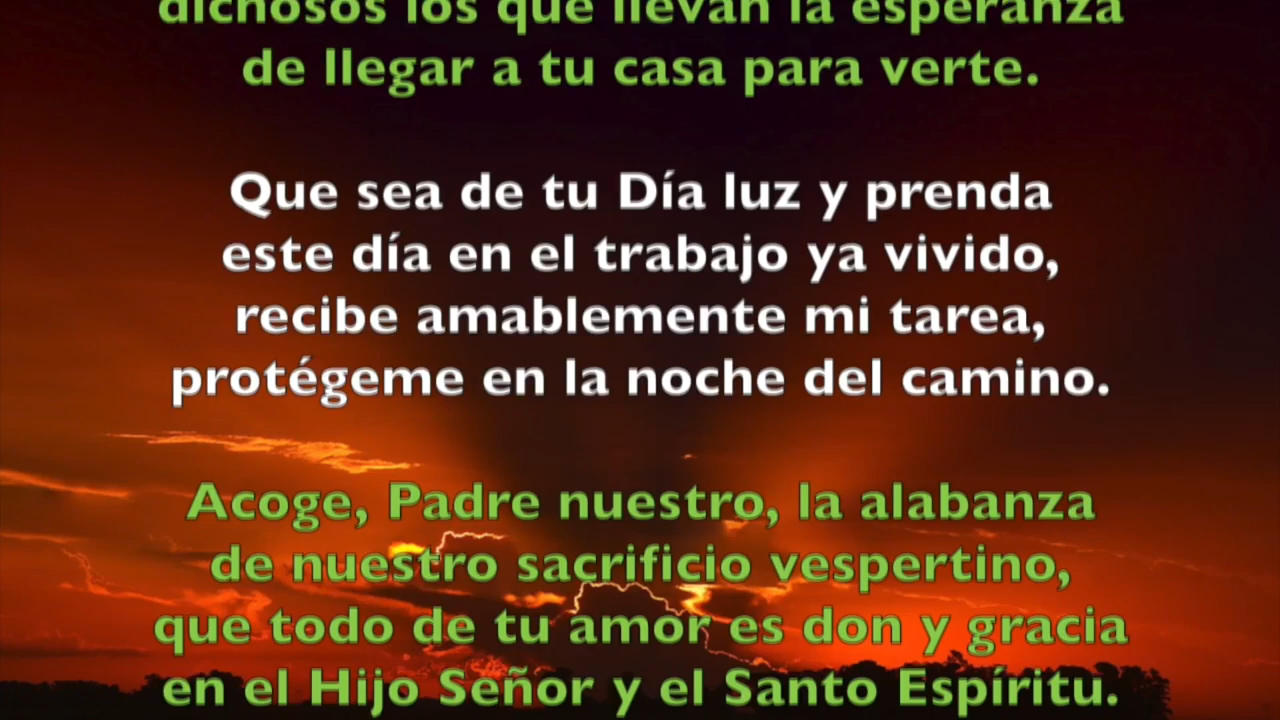 dichosos los que llevan la esperanza
de llegar a tu casa para verte.
Que sea de tu Día luz y prenda
este día en el trabajo ya vivido,
recibe amablemente mi tarea,
protégeme en la noche del camino.
Acoge, Padre nuestro, la alabanza
de nuestro sacrificio vespertino,
que todo de tu amor es don y gracia
en el Hijo Señor y el Santo Espíritu.